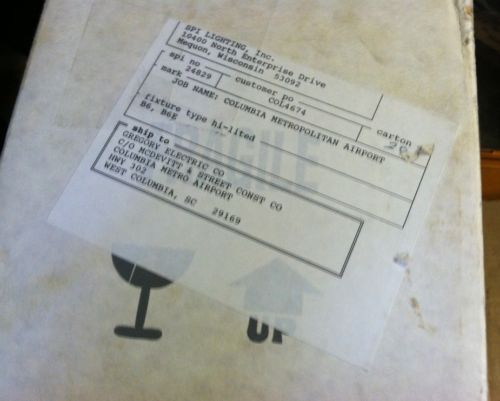 SPI LIGHTING, Inc.
10400 North Enterprise Drive
Mequon, Wisconsin 53092
spi no
24829
customer po
COL4674
mark
JOB NAME: COLUMBIA METROPOLITAN AIRPORT
fixture type hi-lited
B6, B6E
carton
ship to
GREGORY ELECTRIC CO
C/O MCDEVITT & STREET CONST CO
COLUMBIA METRO AIRPORT
HWY 302
WEST COLUMBIA, SC 29169
FRAGILE
UP